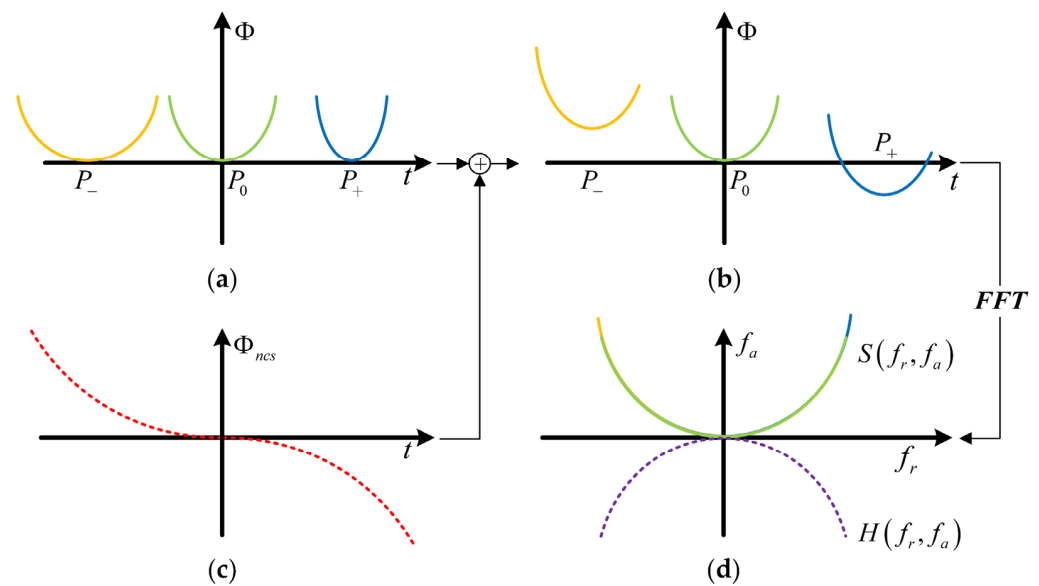 Φ
t
P₋
P₀
P₊
(a)
+
Φ
P₊
t
P₋
P₀
(b)
FFT
Φₙcₛ
t
(c)
fₐ
S(fᵣ, fₐ)
fᵣ
H(fᵣ, fₐ)
(d)